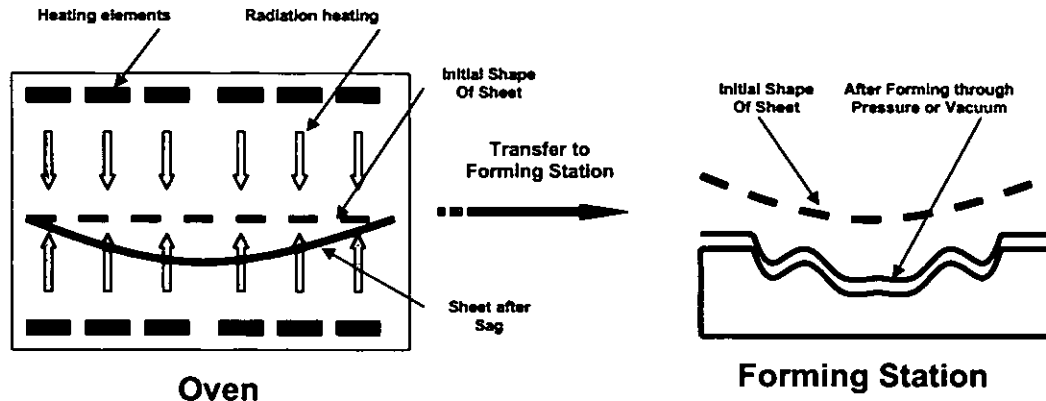 Heating elements
Radiation heating
Initial Shape
Of Sheet
Initial Shape
Of Sheet
After Forming through
Pressure or Vacuum
Transfer to
Forming Station
Sheet after
Sag
Oven
Forming Station